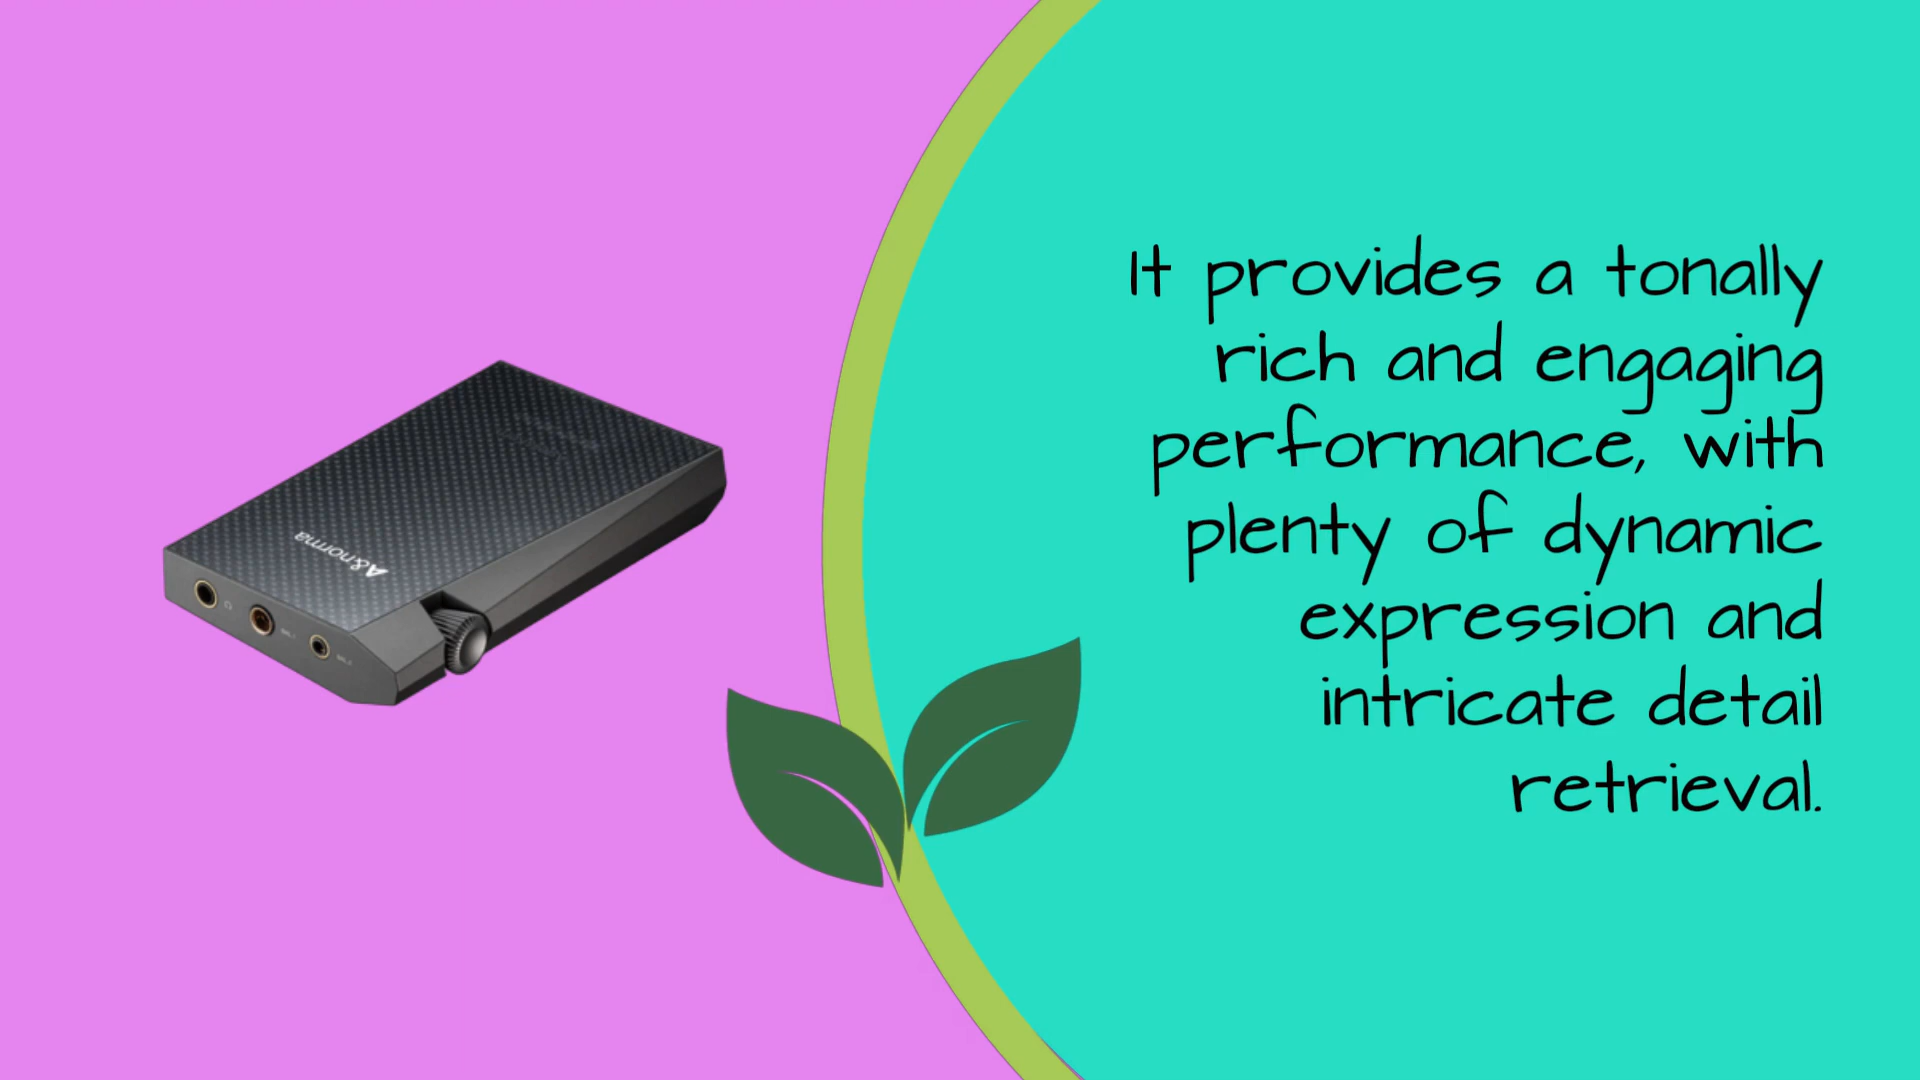 It provides a tonally
rich and engaging
performance, with
plenty of dynamic
expression and
intricate detail
retrieval.
A&norma